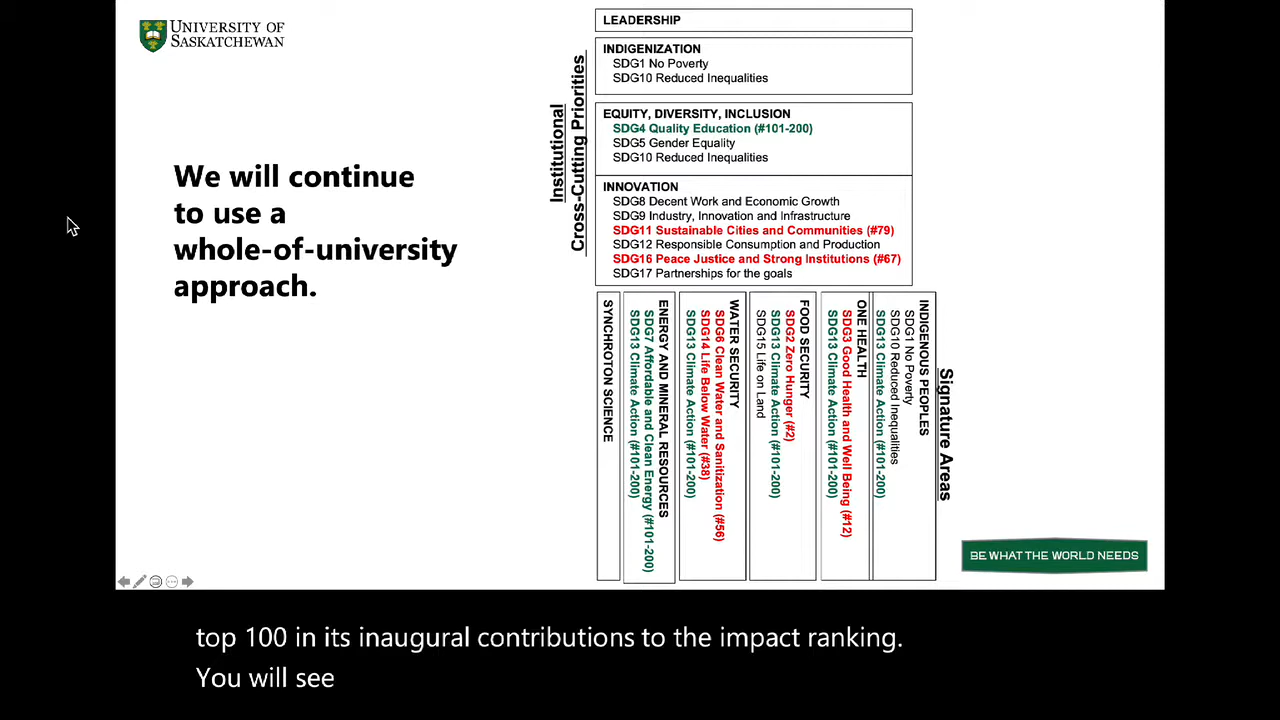 UNIVERSITY OF
SASKATCHEWAN
We will continue
to use a
whole-of-university
approach.
Institutional
Cross-Cutting Priorities
LEADERSHIP
INDIGENIZATION
SDG1 No Poverty
SDG10 Reduced Inequalities
EQUITY, DIVERSITY, INCLUSION
SDG4 Quality Education (#101-200)
SDG5 Gender Equality
SDG10 Reduced Inequalities
INNOVATION
SDG8 Decent Work and Economic Growth
SDG9 Industry, Innovation and Infrastructure
SDG11 Sustainable Cities and Communities (#79)
SDG12 Responsible Consumption and Production
SDG16 Peace Justice and Strong Institutions (#67)
SDG17 Partnerships for the goals
Signature Areas
INDIGENOUS PEOPLES
SDG1 No Poverty
SDG10 Reduced Inequalities
SDG13 Climate Action (#101-200)
ONE HEALTH
SDG3 Good Health and Well Being (#12)
SDG13 Climate Action (#101-200)
FOOD SECURITY
SDG2 Zero Hunger (#2)
SDG13 Climate Action (#101-200)
SDG15 Life on Land
WATER SECURITY
SDG6 Clean Water and Sanitization (#56)
SDG14 Life Below Water (#38)
SDG13 Climate Action (#101-200)
ENERGY AND MINERAL RESOURCES
SDG7 Affordable and Clean Energy (#101-200)
SDG13 Climate Action (#101-200)
SYNCHROTON SCIENCE
BE WHAT THE WORLD NEEDS
top 100 in its inaugural contributions to the impact ranking.
You will see